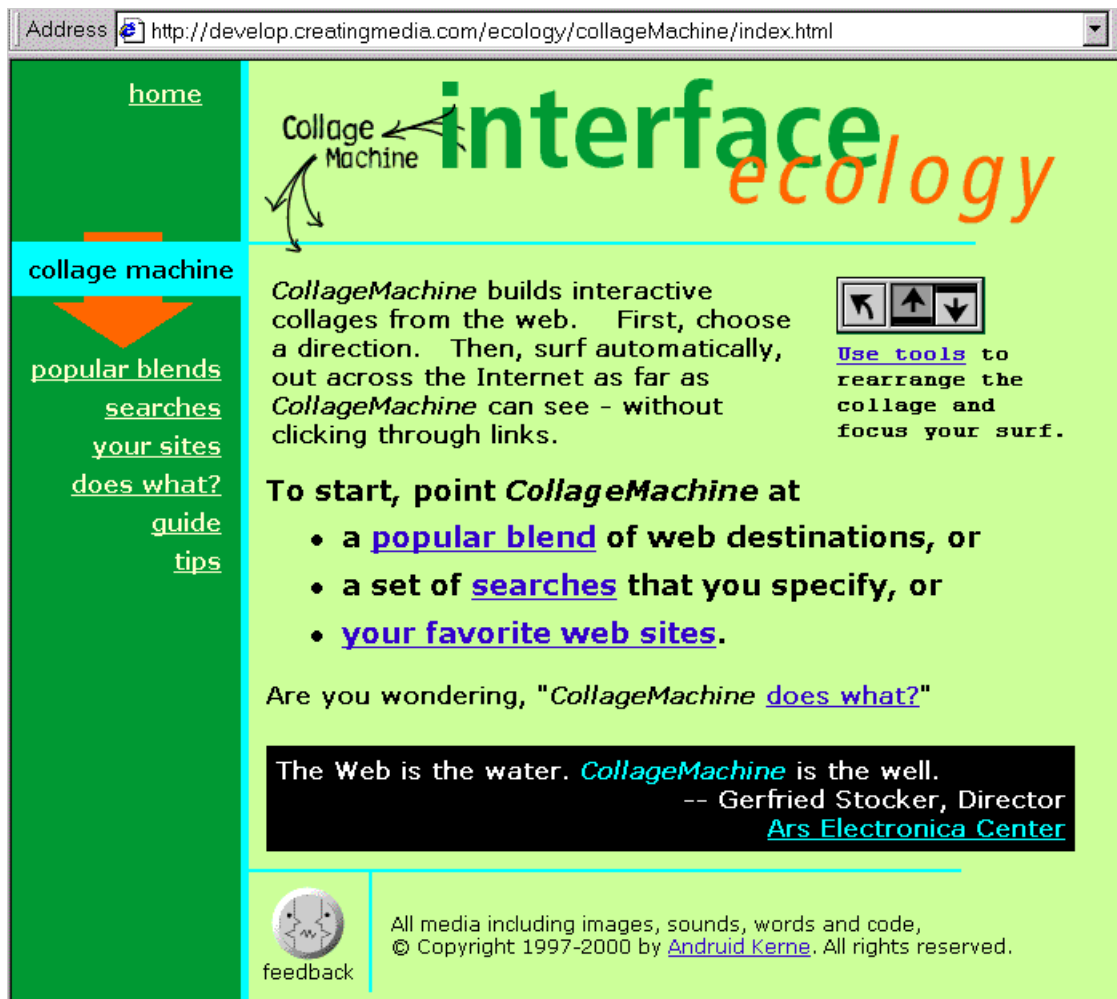 Address http://develop.creatingmedia.com/ecology/collageMachine/index.html
home
Collage
Machine
interface
ecology
collage machine
popular blends
searches
your sites
does what?
guide
tips
CollageMachine builds interactive
collages from the web. First, choose
a direction. Then, surf automatically,
out across the Internet as far as
CollageMachine can see - without
clicking through links.
Use tools to
rearrange the
collage and
focus your surf.
To start, point CollageMachine at
• a popular blend of web destinations, or
• a set of searches that you specify, or
• your favorite web sites.
Are you wondering, "CollageMachine does what?"
The Web is the water. CollageMachine is the well.
-- Gerfried Stocker, Director
Ars Electronica Center
feedback
All media including images, sounds, words and code,
© Copyright 1997-2000 by Andruid Kerne. All rights reserved.